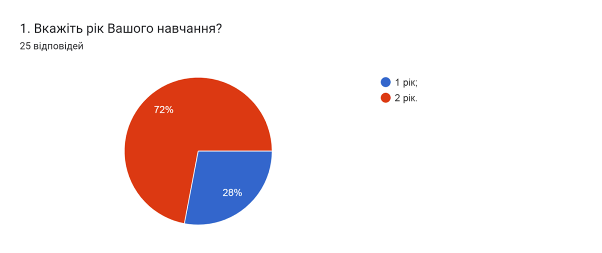 1. Вкажіть рік Вашого навчання?
25 відповідей
72%
28%
1 рік;
2 рік.